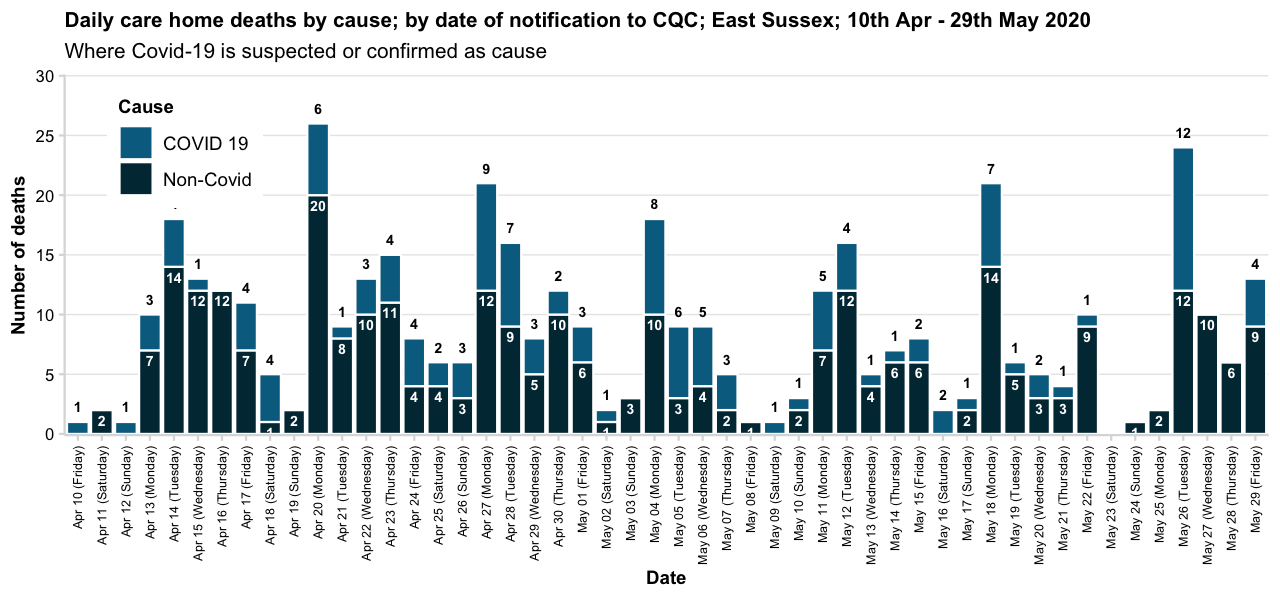 Daily care home deaths by cause; by date of notification to CQC; East Sussex; 10th Apr - 29th May 2020
Where Covid-19 is suspected or confirmed as cause
Number of deaths
30
25
20
15
10
5
0
Cause
COVID 19
Non-Covid
1
2
1
3
7
14
1
12
12
4
7
4
1
2
6
20
1
8
3
10
4
11
4
4
2
4
3
3
9
12
7
9
3
5
2
10
3
6
1
1
3
8
10
6
3
5
4
3
2
1
1
1
2
5
7
4
12
1
4
1
6
2
6
2
1
2
7
14
1
5
2
3
1
3
1
9
1
2
12
12
10
6
4
9
Apr 10 (Friday)
Apr 11 (Saturday)
Apr 12 (Sunday)
Apr 13 (Monday)
Apr 14 (Tuesday)
Apr 15 (Wednesday)
Apr 16 (Thursday)
Apr 17 (Friday)
Apr 18 (Saturday)
Apr 19 (Sunday)
Apr 20 (Monday)
Apr 21 (Tuesday)
Apr 22 (Wednesday)
Apr 23 (Thursday)
Apr 24 (Friday)
Apr 25 (Saturday)
Apr 26 (Sunday)
Apr 27 (Monday)
Apr 28 (Tuesday)
Apr 29 (Wednesday)
Apr 30 (Thursday)
May 01 (Friday)
May 02 (Saturday)
May 03 (Sunday)
May 04 (Monday)
May 05 (Tuesday)
May 06 (Wednesday)
May 07 (Thursday)
May 08 (Friday)
May 09 (Saturday)
May 10 (Sunday)
May 11 (Monday)
May 12 (Tuesday)
May 13 (Wednesday)
May 14 (Thursday)
May 15 (Friday)
May 16 (Saturday)
May 17 (Sunday)
May 18 (Monday)
May 19 (Tuesday)
May 20 (Wednesday)
May 21 (Thursday)
May 22 (Friday)
May 23 (Saturday)
May 24 (Sunday)
May 25 (Monday)
May 26 (Tuesday)
May 27 (Wednesday)
May 28 (Thursday)
May 29 (Friday)
Date